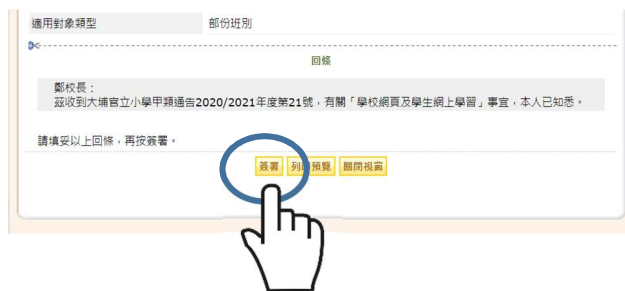 適用對象類型 部份班別
回條
鄭校長：
茲收到大埔官立小學甲類通告2020/2021年度第21號，有關「學校網頁及學生網上學習」事宜，本人已知悉。
請填妥以上回條，再按簽署。
簽署 列印預覽 關閉視窗